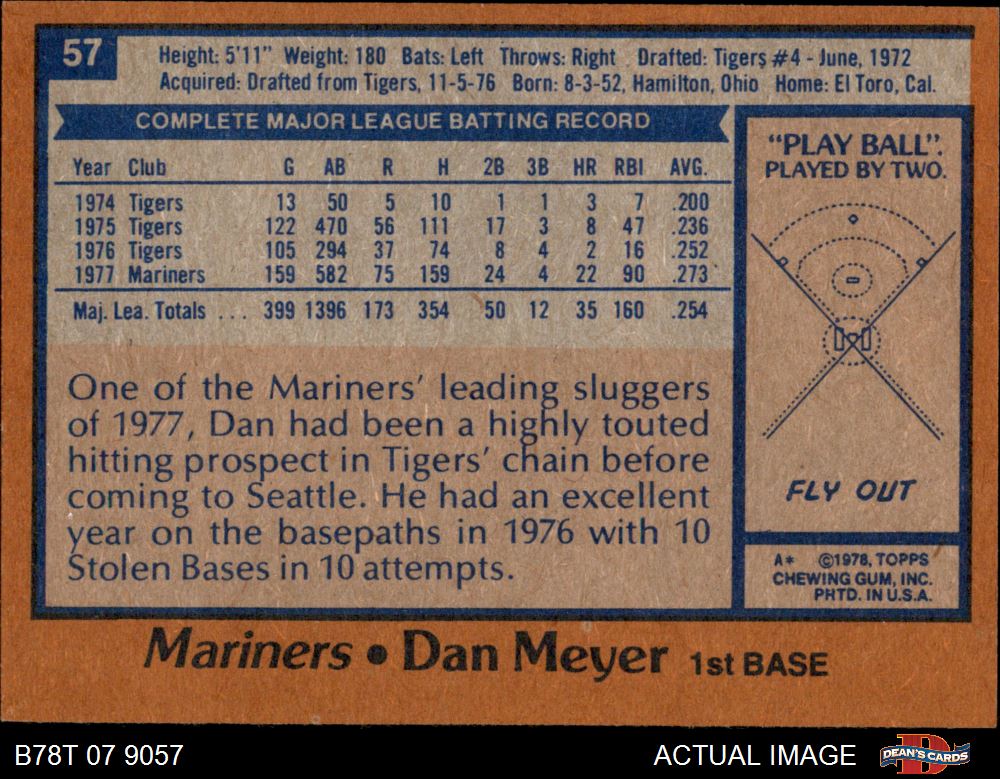 57
Height: 5'11" Weight: 180 Bats: Left Throws: Right Drafted: Tigers #4 - June, 1972
Acquired: Drafted from Tigers, 11-5-76 Born: 8-3-52, Hamilton, Ohio Home: El Toro, Cal.
COMPLETE MAJOR LEAGUE BATTING RECORD
Year Club G AB R H 2B 3B HR RBI AVG.
1974 Tigers 13 50 5 10 1 1 3 7 .200
1975 Tigers 122 470 56 111 17 3 8 47 .236
1976 Tigers 105 294 37 74 8 4 2 16 .252
1977 Mariners 159 582 75 159 24 4 22 90 .273
Maj. Lea. Totals ... 399 1396 173 354 50 12 35 160 .254
One of the Mariners' leading sluggers
of 1977, Dan had been a highly touted
hitting prospect in Tigers' chain before
coming to Seattle. He had an excellent
year on the basepaths in 1976 with 10
Stolen Bases in 10 attempts.
"PLAY BALL".
PLAYED BY TWO.
FLY OUT
A* ©1978, TOPPS
CHEWING GUM, INC.
PRTD. IN U.S.A.
Mariners • Dan Meyer 1st BASE
B78T 07 9057
ACTUAL IMAGE
D
DEAN'S CARDS